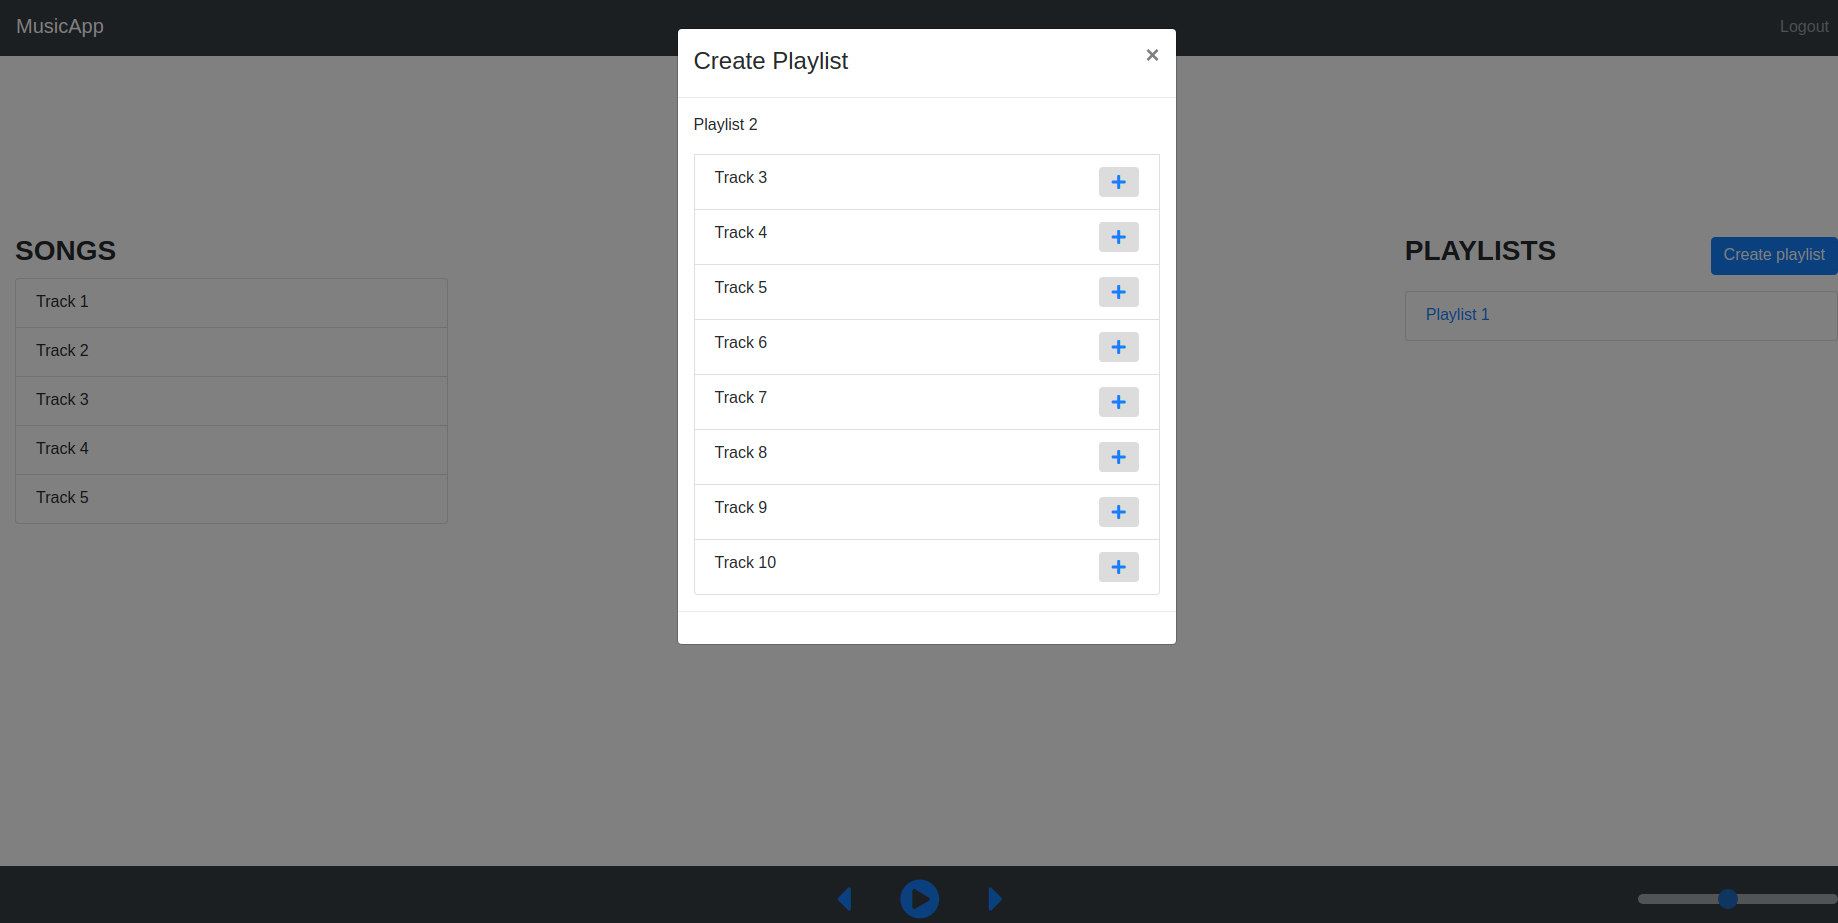 MusicApp
Logout
Create Playlist
×
Playlist 2
Track 3
Track 4
Track 5
Track 6
Track 7
Track 8
Track 9
Track 10
SONGS
Track 1
Track 2
Track 3
Track 4
Track 5
PLAYLISTS
Create playlist
Playlist 1